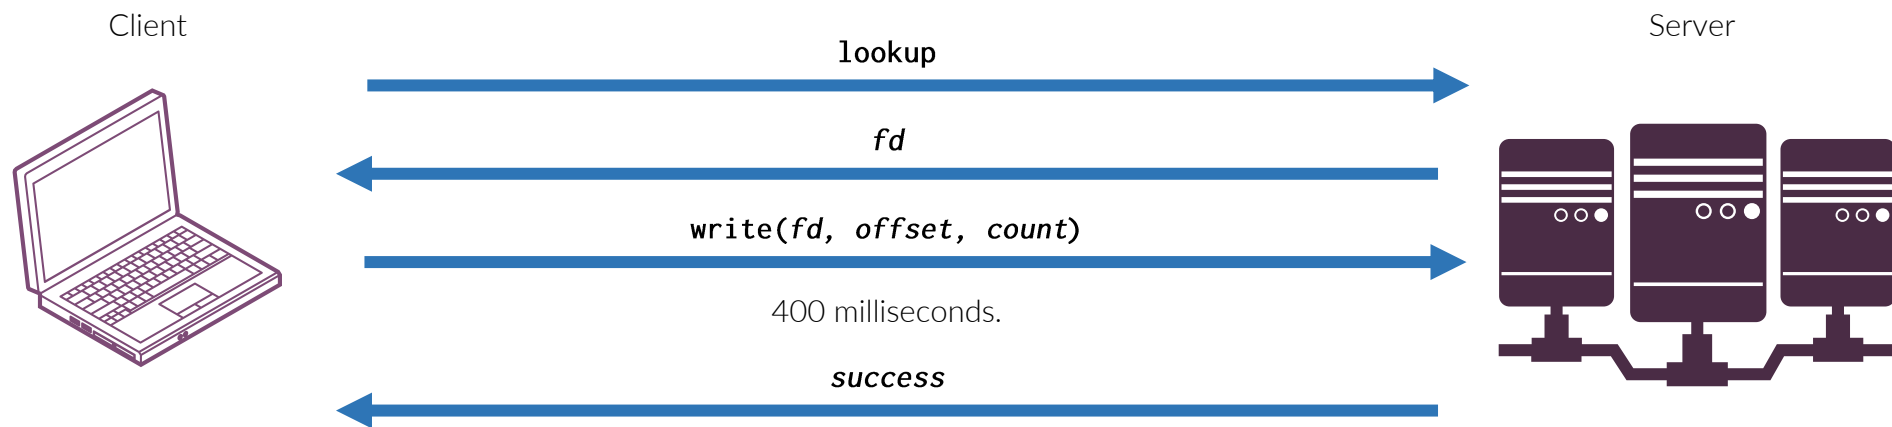 Client
Server
lookup
fd
write(fd, offset, count)
400 milliseconds.
success